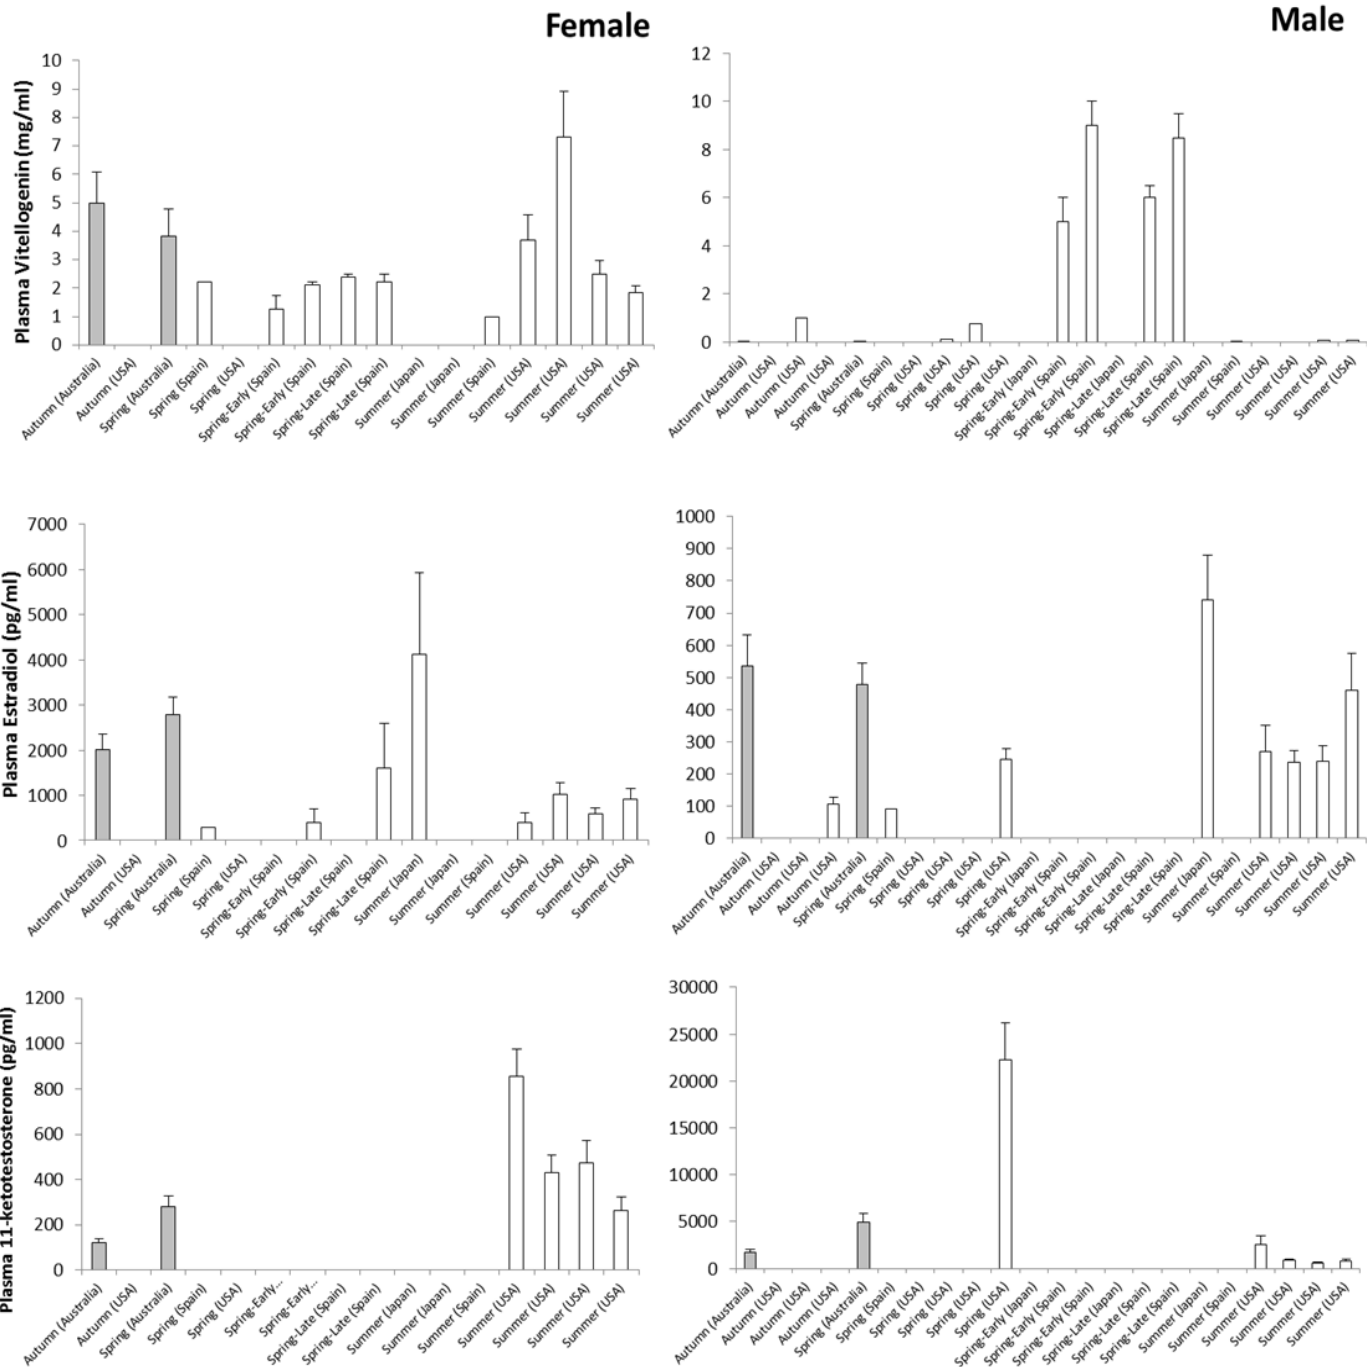 Female
Male
Plasma Vitellogenin (mg/ml)
10
9
8
7
6
5
4
3
2
1
0
Autumn (Australia)
Autumn (USA)
Spring (Australia)
Spring (Spain)
Spring (USA)
Spring-Early (Spain)
Spring-Early (Spain)
Spring-Late (Spain)
Spring-Late (Spain)
Summer (Japan)
Summer (Japan)
Summer (Spain)
Summer (USA)
Summer (USA)
Summer (USA)
Summer (USA)
12
10
8
6
4
2
0
Autumn (Australia)
Autumn (USA)
Autumn (USA)
Autumn (USA)
Spring (Australia)
Spring (Spain)
Spring (USA)
Spring (USA)
Spring (USA)
Spring (USA)
Spring-Early (Japan)
Spring-Early (Spain)
Spring-Early (Spain)
Spring-Late (Japan)
Spring-Late (Spain)
Spring-Late (Spain)
Summer (Japan)
Summer (Spain)
Summer (USA)
Summer (USA)
Summer (USA)
Summer (USA)
Plasma Estradiol (pg/ml)
7000
6000
5000
4000
3000
2000
1000
0
Autumn (Australia)
Autumn (USA)
Spring (Australia)
Spring (Spain)
Spring (USA)
Spring-Early (Spain)
Spring-Early (Spain)
Spring-Late (Spain)
Spring-Late (Spain)
Summer (Japan)
Summer (Japan)
Summer (Spain)
Summer (USA)
Summer (USA)
Summer (USA)
Summer (USA)
1000
900
800
700
600
500
400
300
200
100
0
Autumn (Australia)
Autumn (USA)
Autumn (USA)
Autumn (USA)
Spring (Australia)
Spring (Spain)
Spring (USA)
Spring (USA)
Spring (USA)
Spring (USA)
Spring-Early (Japan)
Spring-Early (Spain)
Spring-Early (Spain)
Spring-Late (Japan)
Spring-Late (Spain)
Spring-Late (Spain)
Summer (Japan)
Summer (Spain)
Summer (USA)
Summer (USA)
Summer (USA)
Summer (USA)
Plasma 11-ketotestosterone (pg/ml)
1200
1000
800
600
400
200
0
Autumn (Australia)
Autumn (USA)
Spring (Australia)
Spring (Spain)
Spring (USA)
Spring-Early...
Spring-Early...
Spring-Late (Spain)
Spring-Late (Spain)
Summer (Japan)
Summer (Japan)
Summer (Spain)
Summer (USA)
Summer (USA)
Summer (USA)
Summer (USA)
30000
25000
20000
15000
10000
5000
0
Autumn (Australia)
Autumn (USA)
Autumn (USA)
Autumn (USA)
Spring (Australia)
Spring (Spain)
Spring (USA)
Spring (USA)
Spring (USA)
Spring (USA)
Spring-Early (Japan)
Spring-Early (Spain)
Spring-Early (Spain)
Spring-Late (Japan)
Spring-Late (Spain)
Spring-Late (Spain)
Summer (Japan)
Summer (Spain)
Summer (USA)
Summer (USA)
Summer (USA)
Summer (USA)